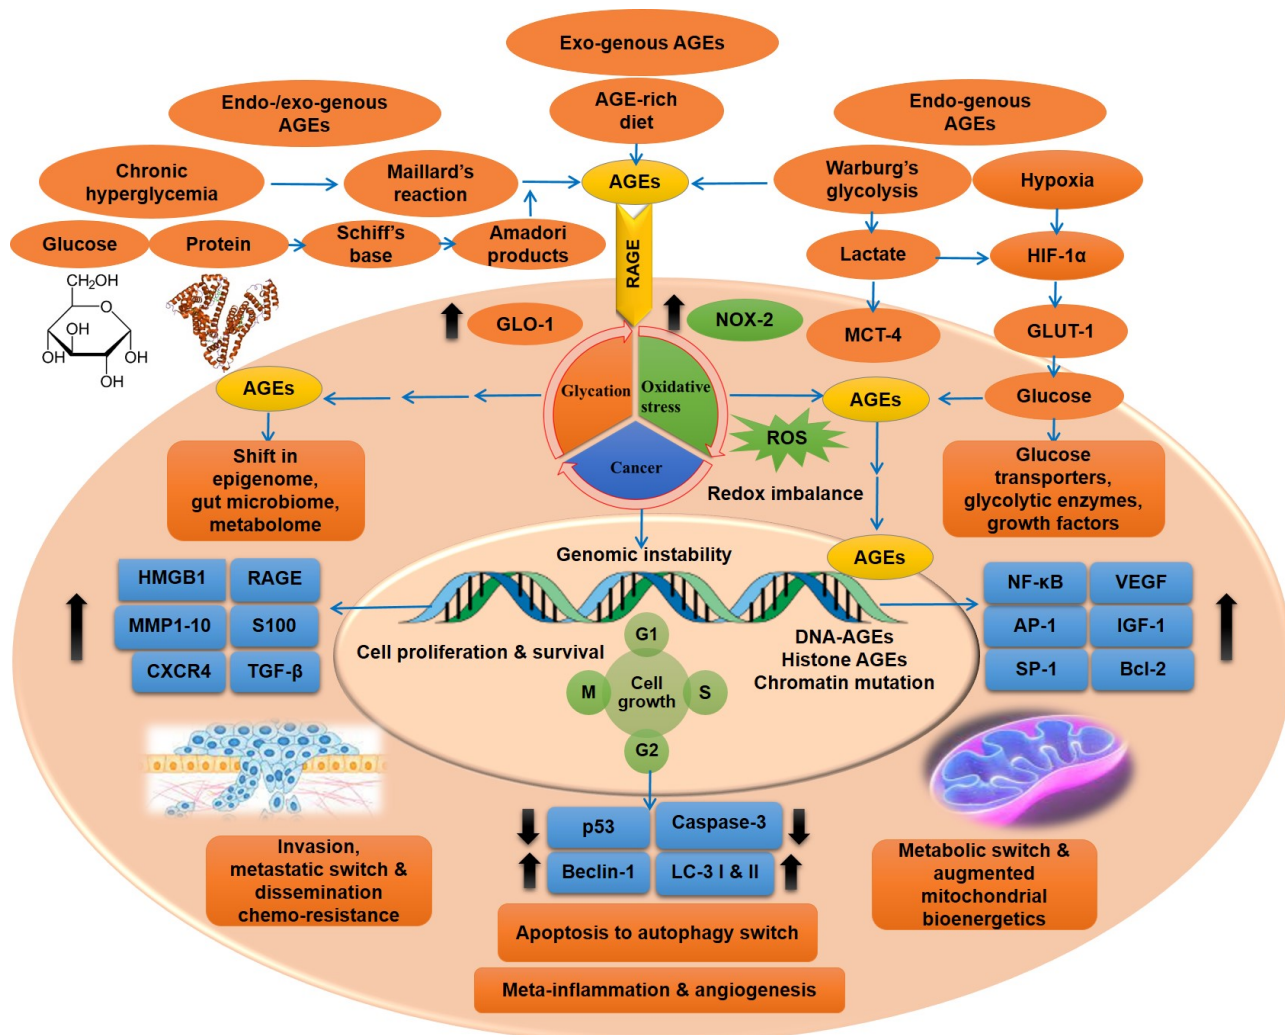 Exo-genous AGEs
Endo-/exo-genous
AGEs
AGE-rich
diet
Endo-genous
AGEs
Chronic
hyperglycemia
Maillard's
reaction
AGEs
Warburg's
glycolysis
Hypoxia
Glucose
Protein
Schiff's
base
Amadori
products
RAGE
Lactate
HIF-1α
CH₂OH
O
OH
OH
OH
OH
GLO-1
NOX-2
MCT-4
GLUT-1
AGEs
Glycation
Oxidative
stress
Cancer
AGEs
Glucose
ROS
Redox imbalance
Shift in
epigenome,
gut microbiome,
metabolome
Glucose
transporters,
glycolytic enzymes,
growth factors
Genomic instability
AGEs
HMGB1
RAGE
MMP1-10
S100
CXCR4
TGF-β
NF-κB
VEGF
AP-1
IGF-1
SP-1
Bcl-2
Cell proliferation & survival
G1
M
Cell
growth
S
G2
DNA-AGEs
Histone AGEs
Chromatin mutation
p53
Caspase-3
Beclin-1
LC-3 I & II
Invasion,
metastatic switch &
dissemination
chemo-resistance
Metabolic switch &
augmented
mitochondrial
bioenergetics
Apoptosis to autophagy switch
Meta-inflammation & angiogenesis